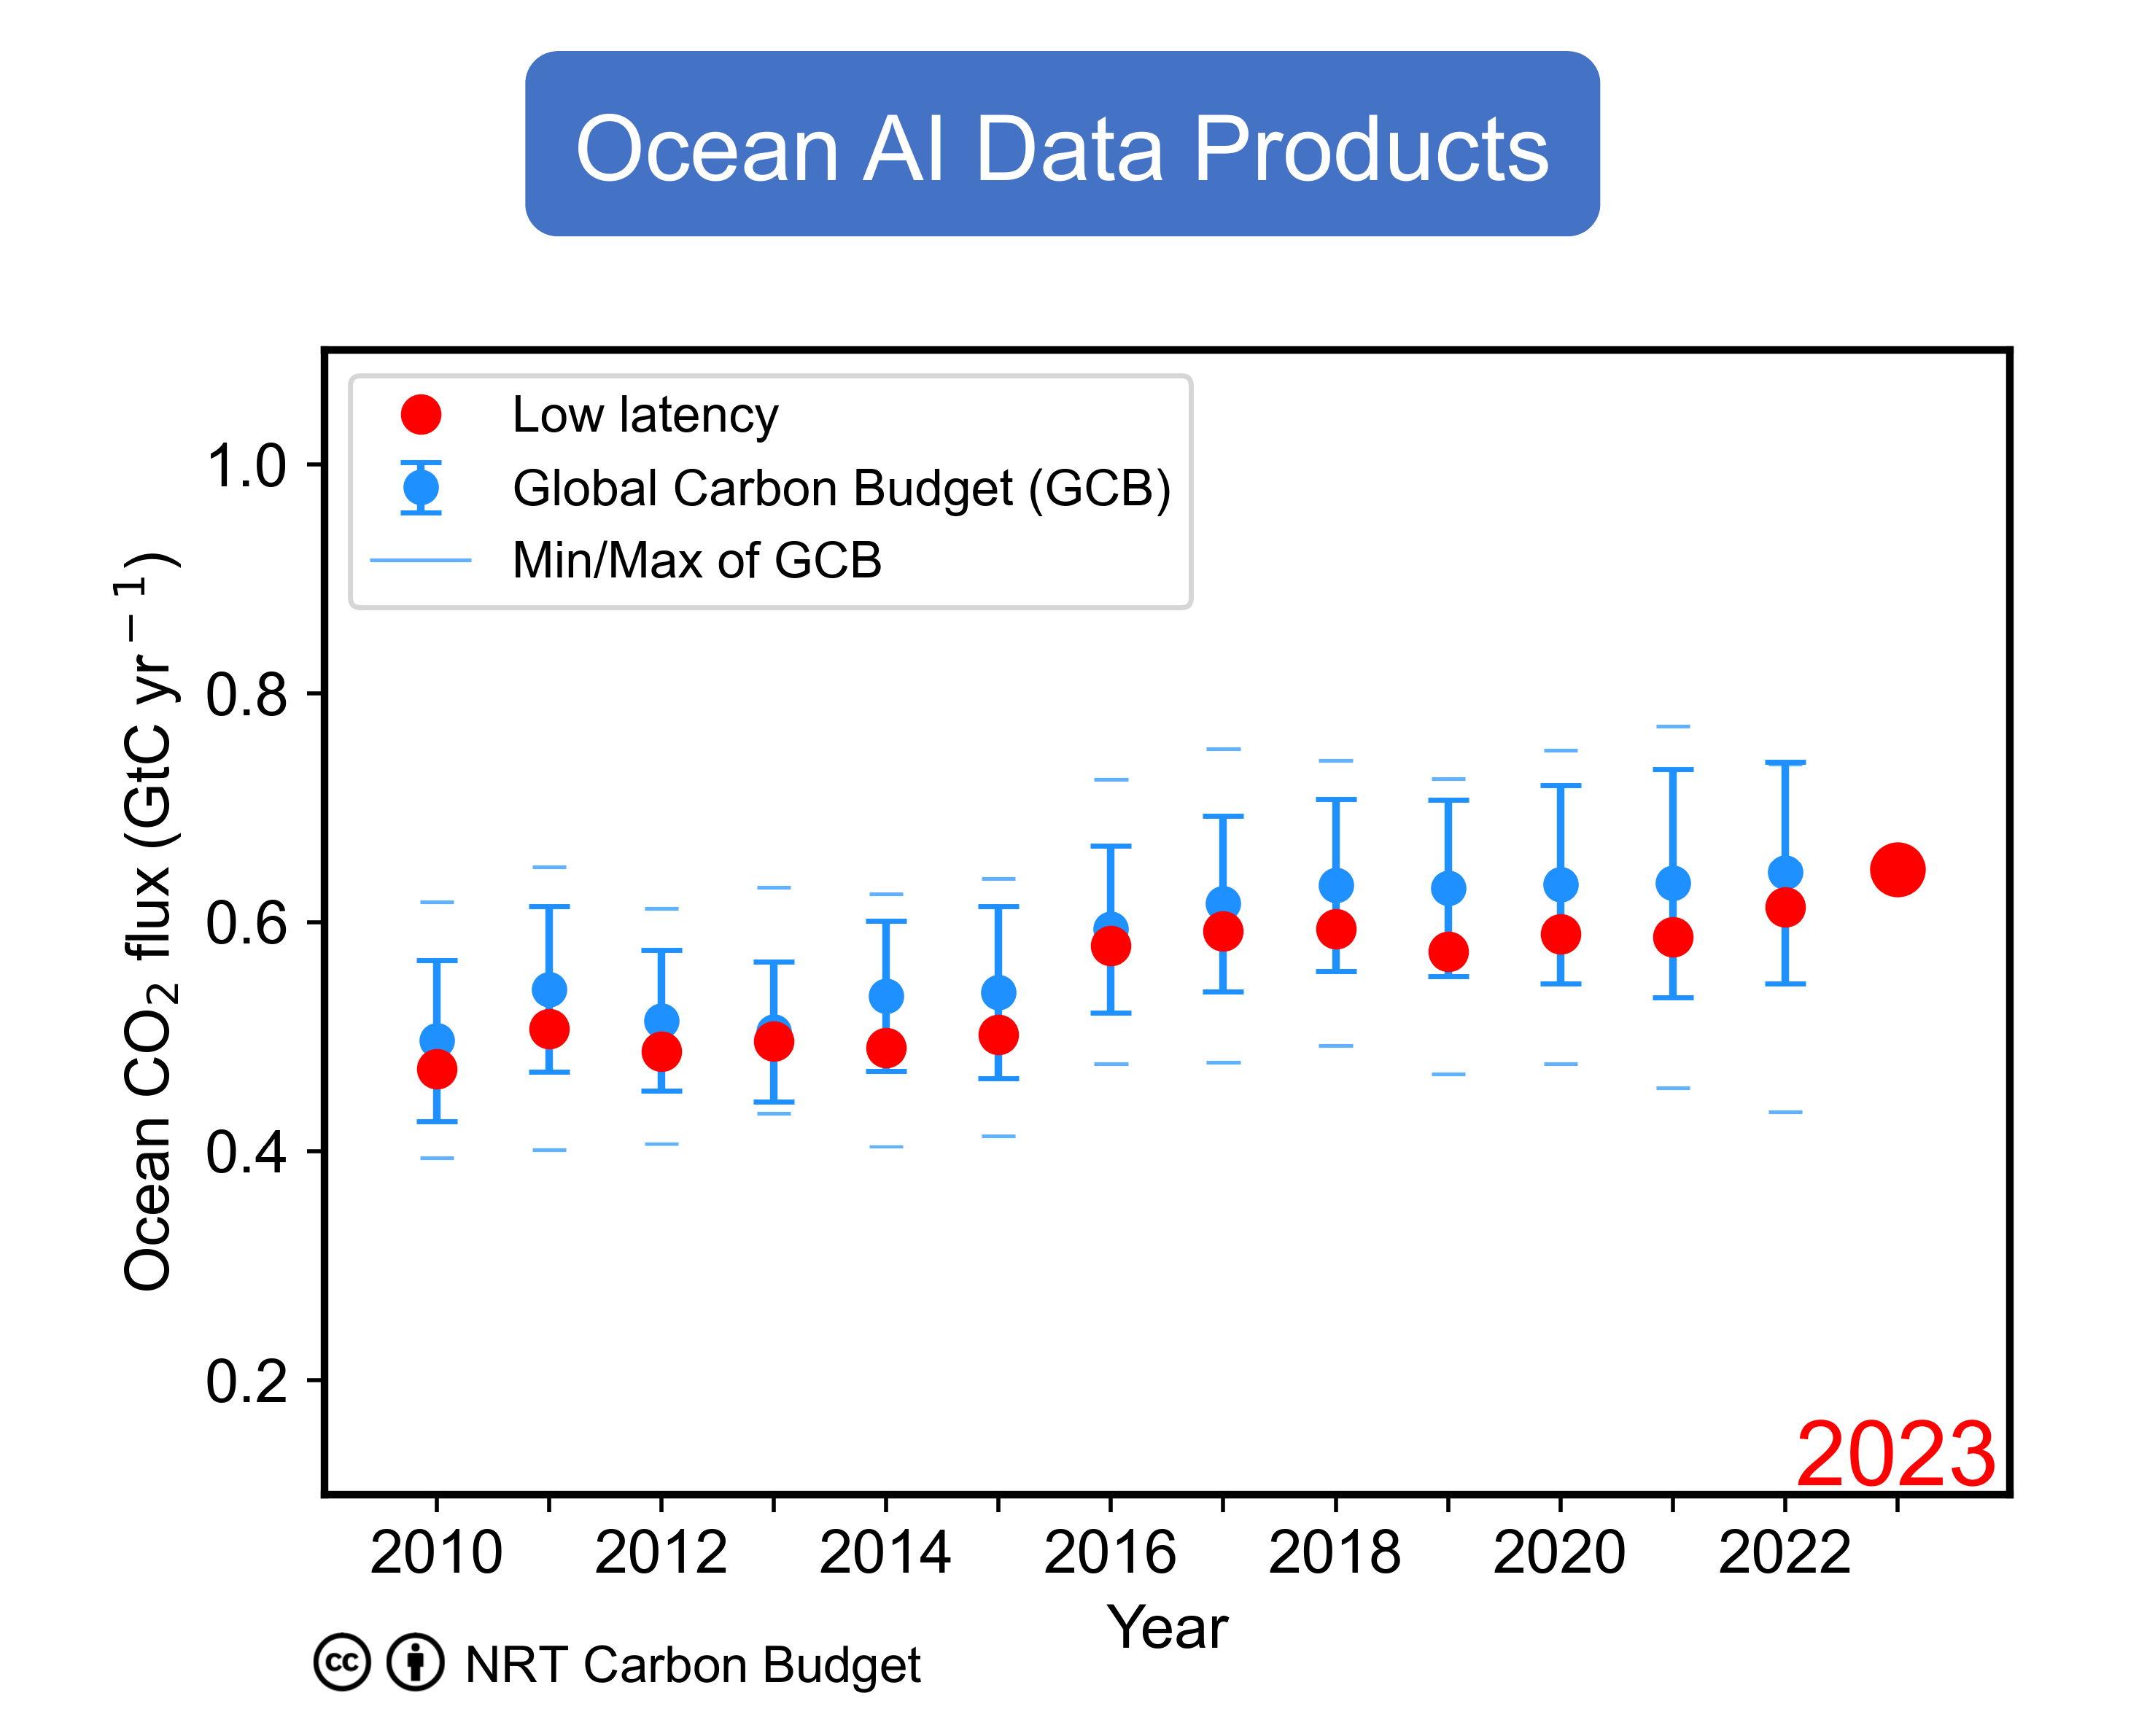 Ocean AI Data Products
Low latency
Global Carbon Budget (GCB)
Min/Max of GCB
1.0
0.8
0.6
0.4
0.2
Ocean CO₂ flux (GtC yr⁻¹)
2023
2010 2012 2014 2016 2018 2020 2022
Year
cc NRT Carbon Budget